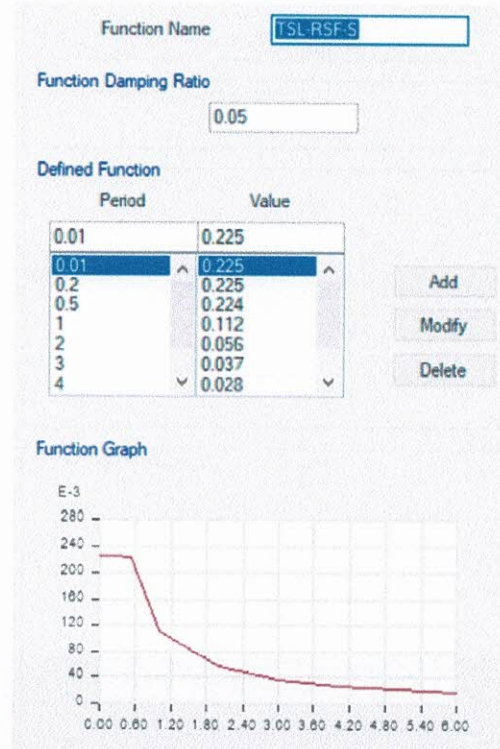 Function Name TSL-RSF-S
Function Damping Ratio
0.05
Defined Function
Period Value
0.01 0.225
0.01 0.225
0.2 0.225
0.5 0.224
1 0.112
2 0.056
3 0.037
4 0.028
Add
Modify
Delete
Function Graph
E-3
280
240
200
160
120
80
40
0
0.00 0.60 1.20 1.80 2.40 3.00 3.60 4.20 4.80 5.40 6.00